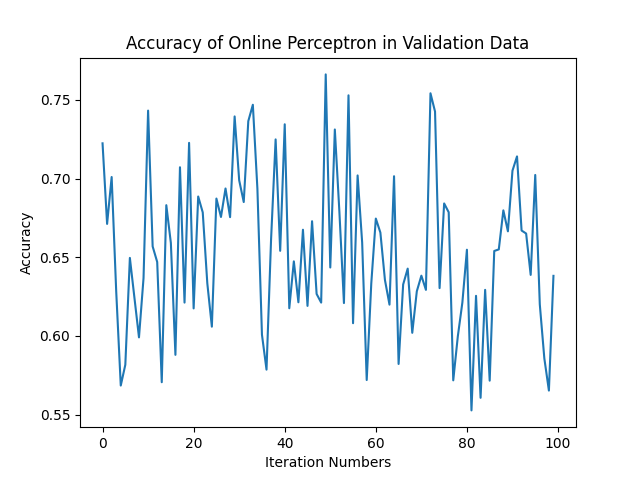 Accuracy of Online Perceptron in Validation Data
0.75
0.70
0.65
0.60
0.55
Accuracy
0 20 40 60 80 100
Iteration Numbers